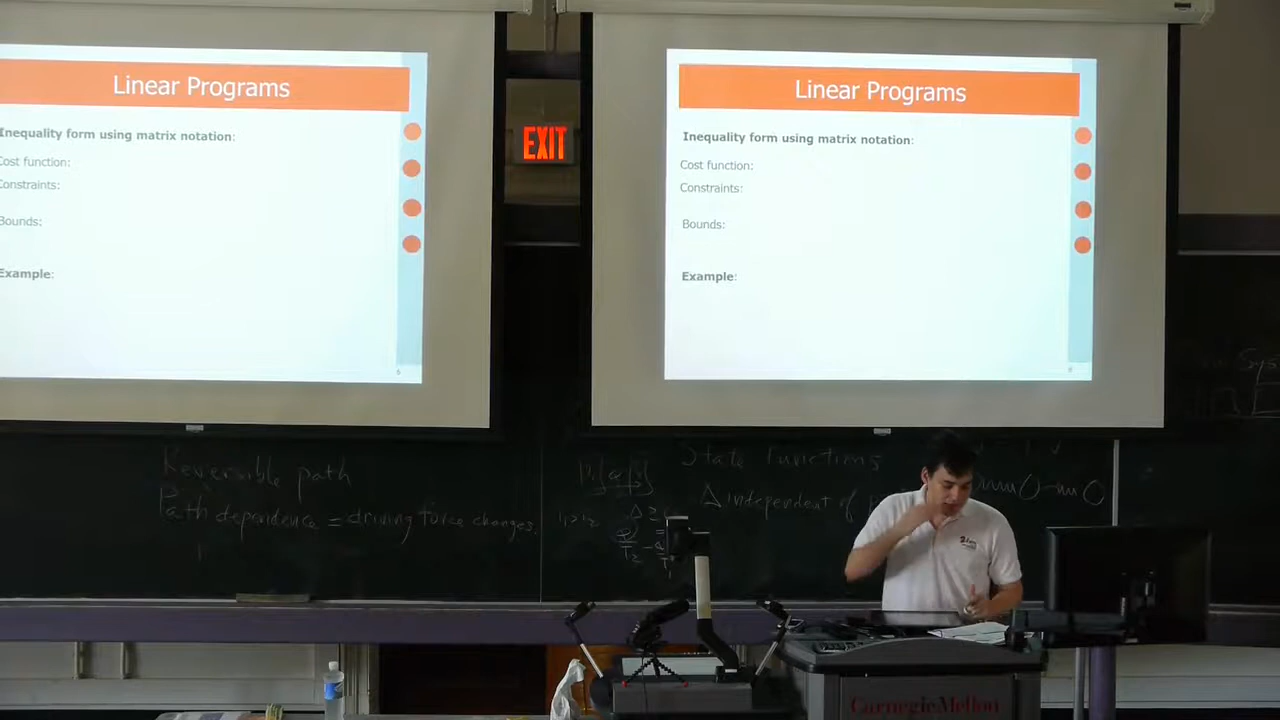 Linear Programs
Inequality form using matrix notation:
Cost function:
Constraints:
Bounds:
Example:
5
EXIT
Linear Programs
Inequality form using matrix notation:
Cost function:
Constraints:
Bounds:
Example:
Reversible path
Path dependence = driving force changes.
State functions
Δ independent of
Carnegie Mellon